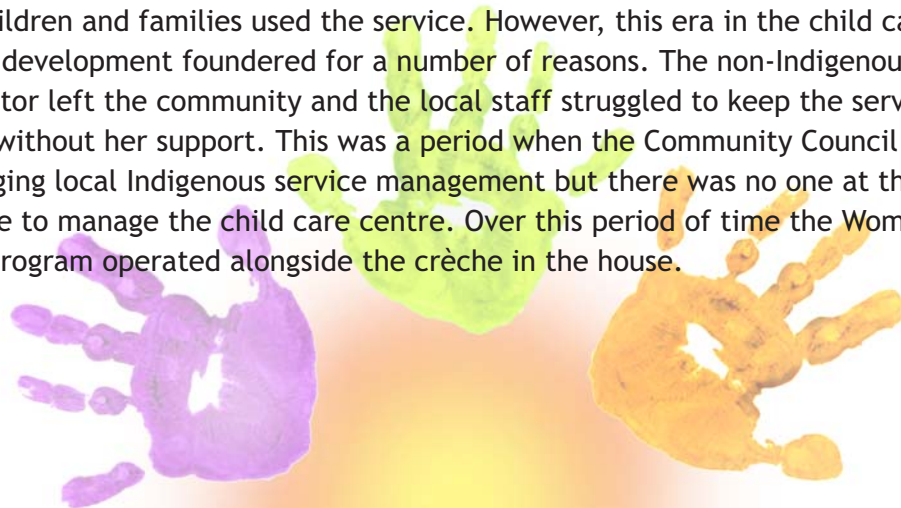 ildren and families used the service. However, this era in the child ca
development foundered for a number of reasons. The non-Indigenou
tor left the community and the local staff struggled to keep the serv
without her support. This was a period when the Community Council
ging local Indigenous service management but there was no one at th
e to manage the child care centre. Over this period of time the Wom
rogram operated alongside the crèche in the house.